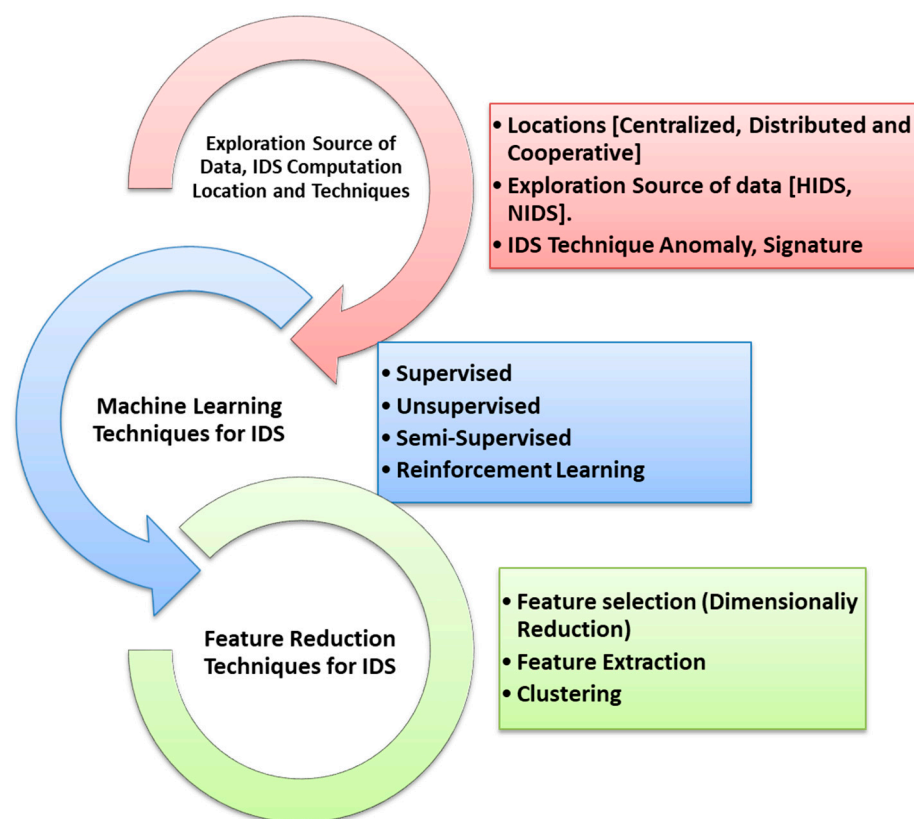 Exploration Source of
Data, IDS Computation
Location and Techniques
• Locations [Centralized, Distributed and
Cooperative]
• Exploration Source of data [HIDS,
NIDS].
• IDS Technique Anomaly, Signature
Machine Learning
Techniques for IDS
• Supervised
• Unsupervised
• Semi-Supervised
• Reinforcement Learning
Feature Reduction
Techniques for IDS
• Feature selection (Dimensionaliy
Reduction)
• Feature Extraction
• Clustering